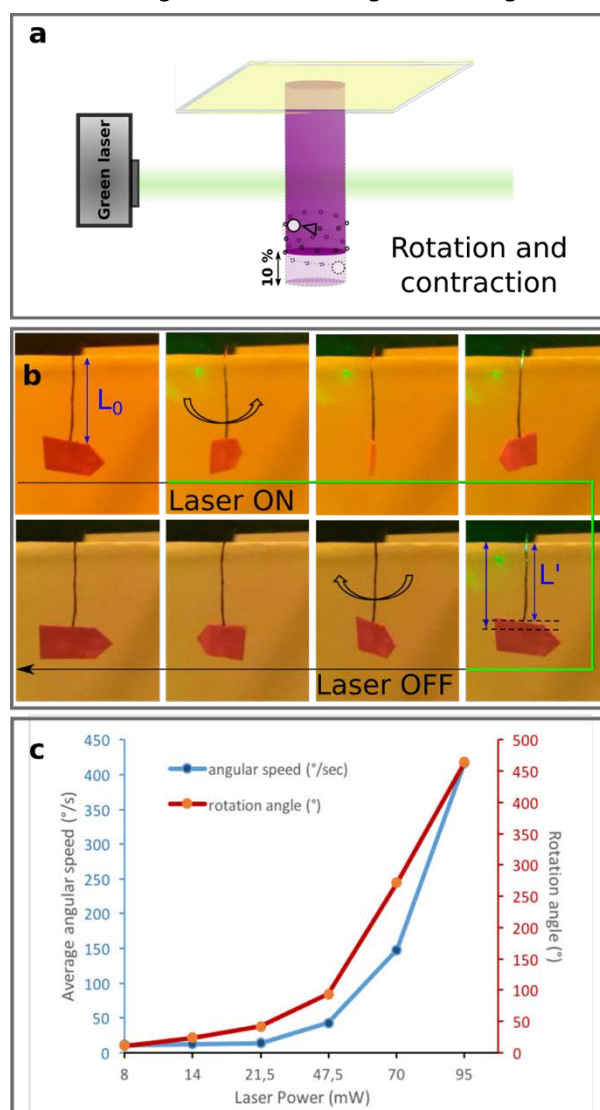 a
Green laser
10 %
Rotation and
contraction
b
L₀
Laser ON
L'
Laser OFF
c
450
400
350
300
250
200
150
100
50
0
Average angular speed (°/s)
angular speed (°/sec)
rotation angle (°)
500
450
400
350
300
250
200
150
100
50
0
Rotation angle (°)
8
14
21,5
47,5
70
95
Laser Power (mW)